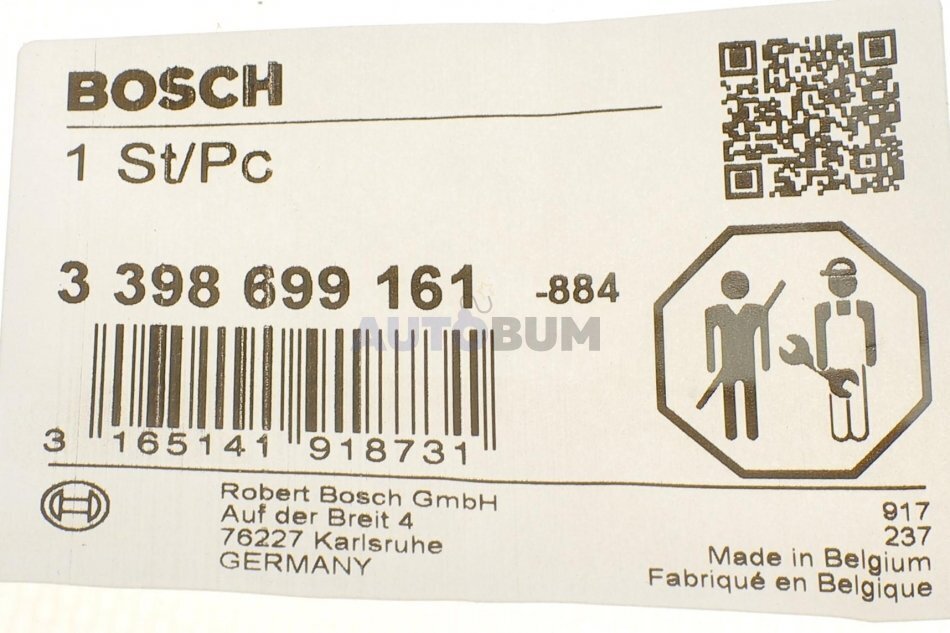 BOSCH
1 St/Pc
3 398 699 161 -884
AUTOBUM
3 165141 918731
Robert Bosch GmbH
Auf der Breit 4
76227 Karlsruhe
GERMANY
917
237
Made in Belgium
Fabriqué en Belgique